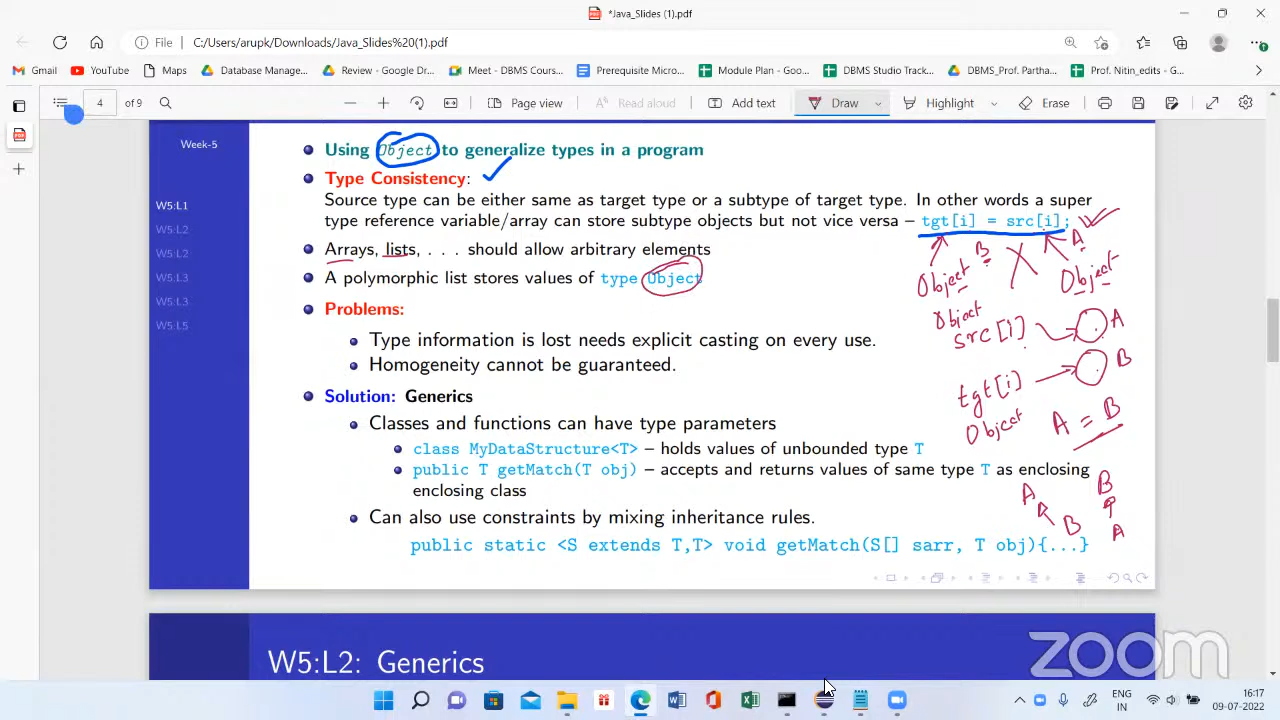 *Java_Slides (1).pdf
File C:/Users/arupk/Downloads/Java_Slides%20(1).pdf
Gmail YouTube Maps Database Managemen... Review - Google Dr... Meet - DBMS Cours... Prerequisite Micros... Module Plan - Goo... DBMS Studio Track... DBMS_Prof. Partha... Prof. Nitin_edits - G...
4 of 9 Page view Read aloud Add text Draw Highlight Erase
Week-5
W5:L1
W5:L2
W5:L2
W5:L3
W5:L3
W5:L5
Using Object to generalize types in a program
Type Consistency:
Source type can be either same as target type or a subtype of target type. In other words a super
type reference variable/array can store subtype objects but not vice versa – tgt[i] = src[i];
Arrays, lists, . . . should allow arbitrary elements
A polymorphic list stores values of type Object
Problems:
Type information is lost needs explicit casting on every use.
Homogeneity cannot be guaranteed.
Solution: Generics
Classes and functions can have type parameters
class MyDataStructure<T> – holds values of unbounded type T
public T getMatch(T obj) – accepts and returns values of same type T as enclosing
enclosing class
Can also use constraints by mixing inheritance rules.
public static <S extends T,T> void getMatch(S[] sarr, T obj){...}
B A
Object Object
Object
src[i] A
tgt[i] B
Object A = B
A B
B A
W5:L2: Generics
zoom
ENG
IN
16:17
09-07-2022